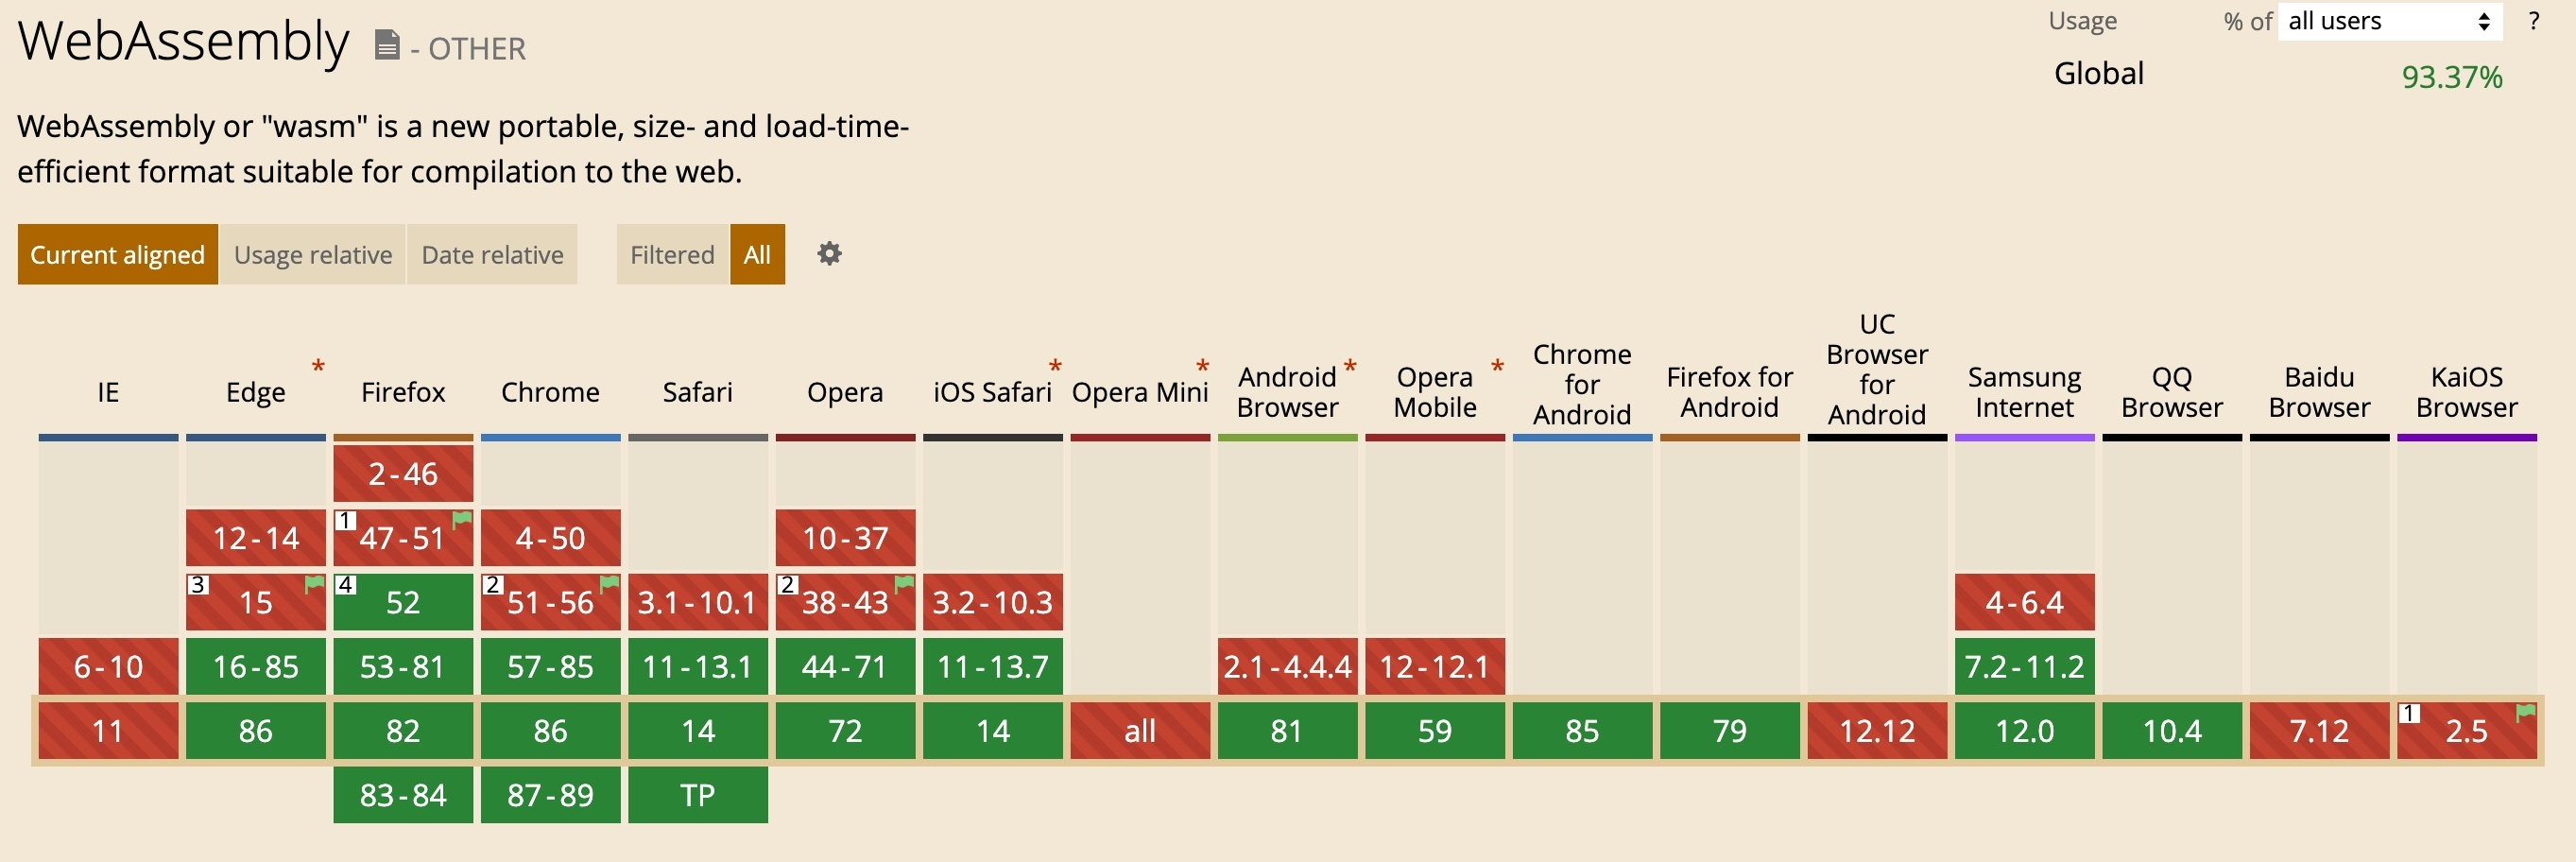 WebAssembly - OTHER
Usage % of all users ?
Global 93.37%
WebAssembly or "wasm" is a new portable, size- and load-time-
efficient format suitable for compilation to the web.
Current aligned Usage relative Date relative Filtered All
IE Edge * Firefox Chrome Safari Opera iOS Safari * Opera Mini * Android Browser * Opera Mobile * Chrome for Android Firefox for Android UC Browser for Android Samsung Internet QQ Browser Baidu Browser KaiOS Browser
2-46
12-14 1 47-51 4-50 10-37
3 15 4 52 2 51-56 3.1-10.1 2 38-43 3.2-10.3 4-6.4
6-10 16-85 53-81 57-85 11-13.1 44-71 11-13.7 2.1-4.4.4 12-12.1 7.2-11.2
11 86 82 86 14 72 14 all 81 59 85 79 12.12 12.0 10.4 7.12 1 2.5
83-84 87-89 TP